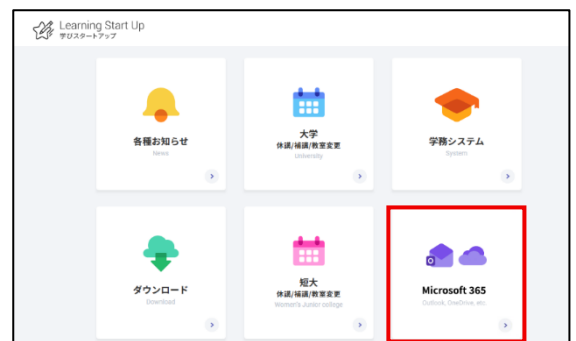 Learning Start Up
学びスタートアップ
各種お知らせ
News
大学
休講/補講/教室変更
University
学務システム
System
ダウンロード
Download
短大
休講/補講/教室変更
Women's Junior college
Microsoft 365
Outlook, OneDrive, etc.